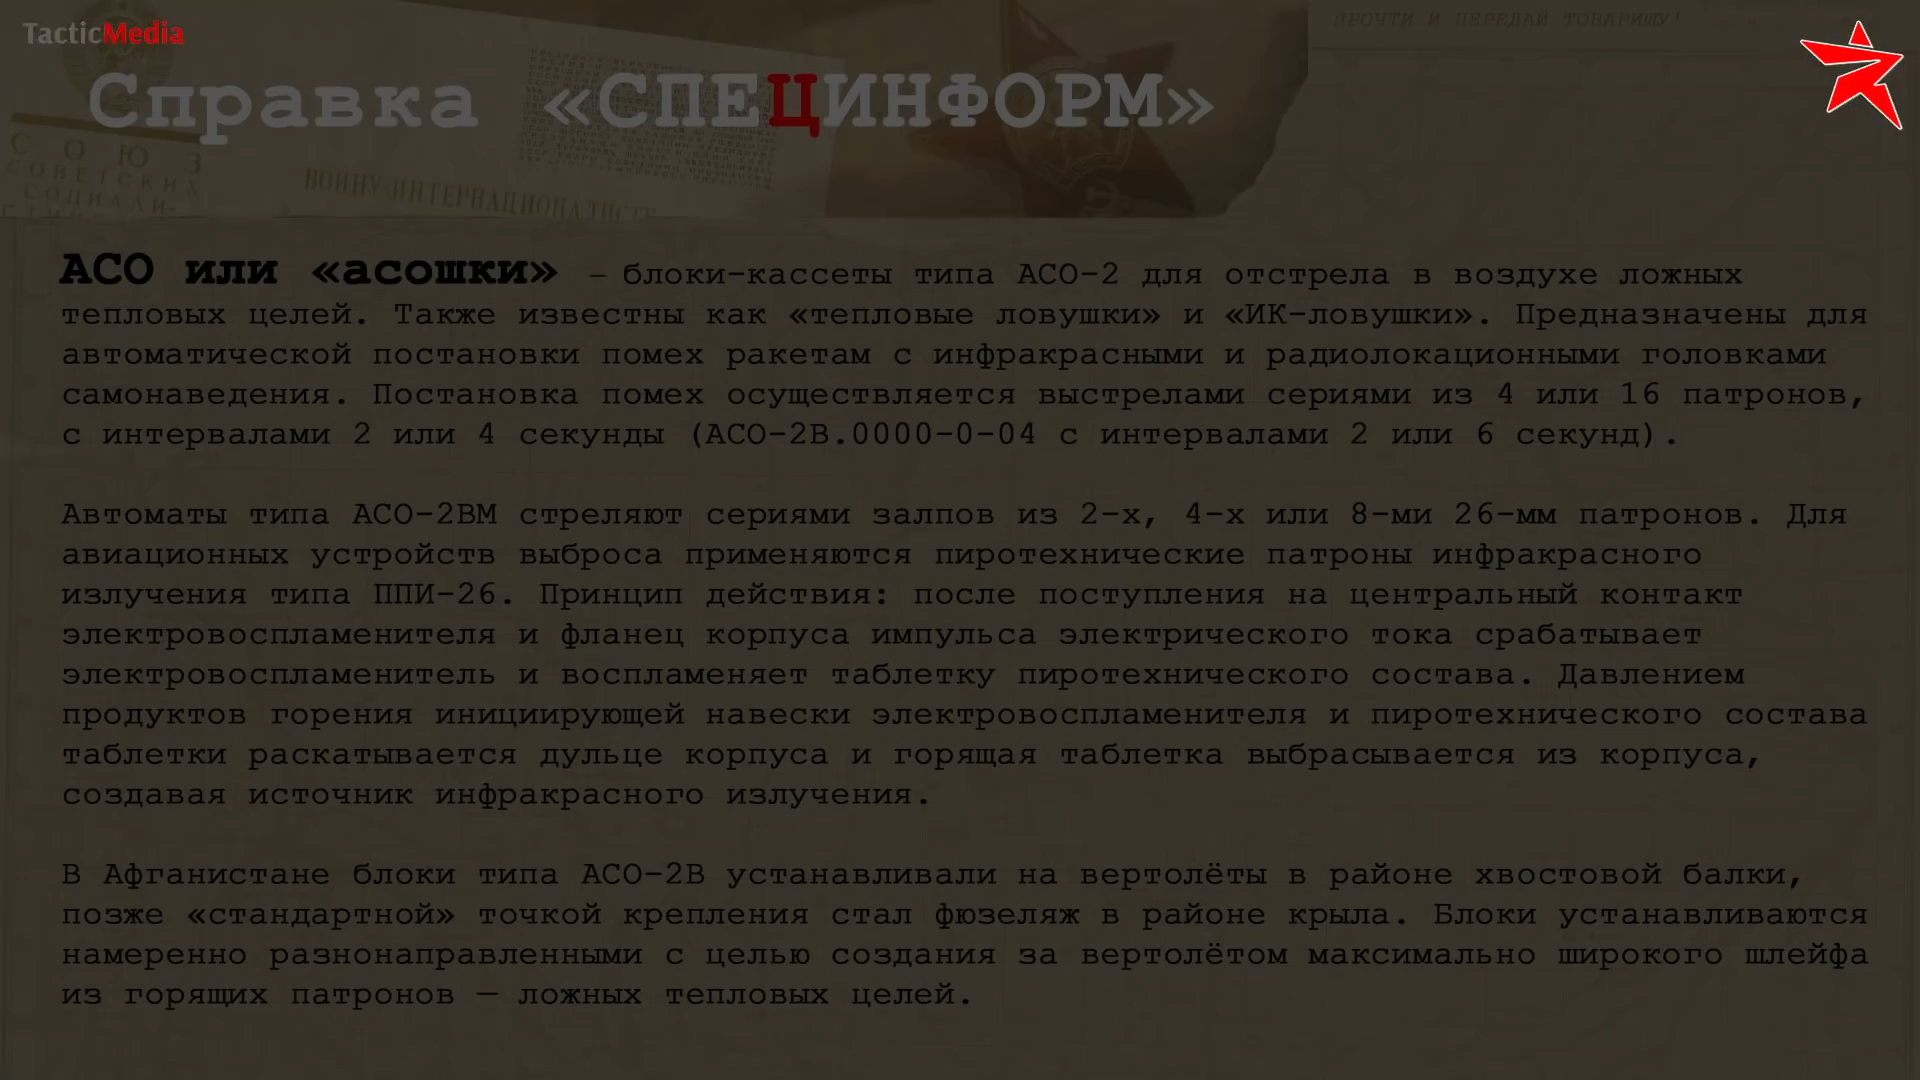 TacticMedia
ПРОЧТИ И ПЕРЕДАЙ ТОВАРИЩУ!
Справка «СПЕЦИНФОРМ»
СОЮЗ
СОВЕТСКИХ
СОЦИАЛИ-
ВОИНУ-ИНТЕРНАЦИОНАЛИСТУ
АСО или «асошки» – блоки-кассеты типа АСО-2 для отстрела в воздухе ложных
тепловых целей. Также известны как «тепловые ловушки» и «ИК-ловушки». Предназначены для
автоматической постановки помех ракетам с инфракрасными и радиолокационными головками
самонаведения. Постановка помех осуществляется выстрелами сериями из 4 или 16 патронов,
с интервалами 2 или 4 секунды (АСО-2В.0000-0-04 с интервалами 2 или 6 секунд).
Автоматы типа АСО-2ВМ стреляют сериями залпов из 2-х, 4-х или 8-ми 26-мм патронов. Для
авиационных устройств выброса применяются пиротехнические патроны инфракрасного
излучения типа ППИ-26. Принцип действия: после поступления на центральный контакт
электровоспламенителя и фланец корпуса импульса электрического тока срабатывает
электровоспламенитель и воспламеняет таблетку пиротехнического состава. Давлением
продуктов горения инициирующей навески электровоспламенителя и пиротехнического состава
таблетки раскатывается дульце корпуса и горящая таблетка выбрасывается из корпуса,
создавая источник инфракрасного излучения.
В Афганистане блоки типа АСО-2В устанавливали на вертолёты в районе хвостовой балки,
позже «стандартной» точкой крепления стал фюзеляж в районе крыла. Блоки устанавливаются
намеренно разнонаправленными с целью создания за вертолётом максимально широкого шлейфа
из горящих патронов – ложных тепловых целей.